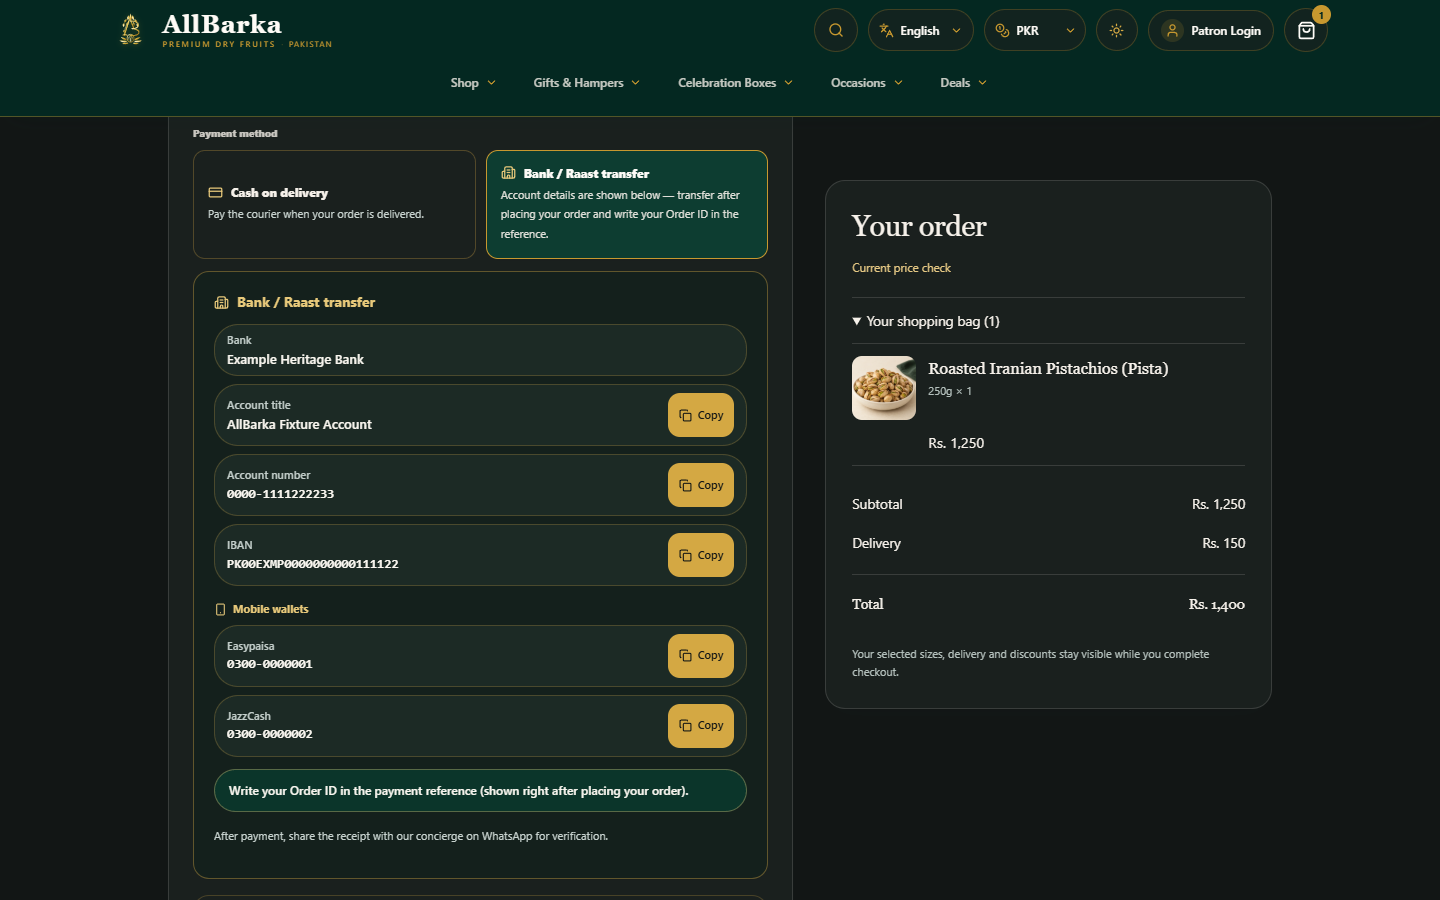 AllBarka
PREMIUM DRY FRUITS · PAKISTAN
English
PKR
Patron Login
1
Shop
Gifts & Hampers
Celebration Boxes
Occasions
Deals
Payment method
Cash on delivery
Pay the courier when your order is delivered.
Bank / Raast transfer
Account details are shown below — transfer after
placing your order and write your Order ID in the
reference.
Bank / Raast transfer
Bank
Example Heritage Bank
Account title
AllBarka Fixture Account
Copy
Account number
0000-1111222233
Copy
IBAN
PK00EXMP0000000000111122
Copy
Mobile wallets
Easypaisa
0300-0000001
Copy
JazzCash
0300-0000002
Copy
Write your Order ID in the payment reference (shown right after placing your order).
After payment, share the receipt with our concierge on WhatsApp for verification.
Your order
Current price check
▼ Your shopping bag (1)
Roasted Iranian Pistachios (Pista)
250g × 1
Rs. 1,250
Subtotal Rs. 1,250
Delivery Rs. 150
Total Rs. 1,400
Your selected sizes, delivery and discounts stay visible while you complete
checkout.